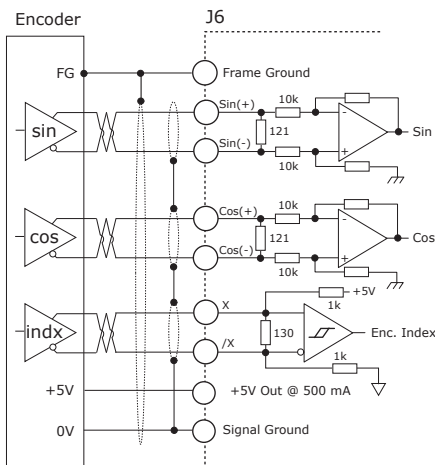 Encoder
J6
FG
Frame Ground
Sin(+)
10k
-
sin
121
Sin
Sin(-)
+
10k
Cos(+)
10k
-
cos
121
Cos
Cos(-)
+
10k
X
+5V
1k
indx
130
Enc. Index
/X
1k
+5V
+5V Out @ 500 mA
0V
Signal Ground